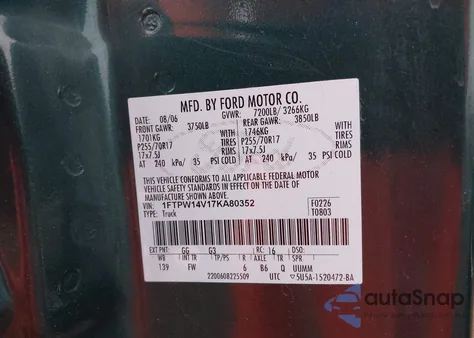 MFD. BY FORD MOTOR CO.
DATE: 08/06 GVWR: 7200LB/ 3266KG
FRONT GAWR: 3750LB REAR GAWR: 3850LB
1701KG WITH 1746KG WITH
P255/70R17 TIRES P255/70R17 TIRES
17x7.5J RIMS 17x7.5J RIMS
AT 240 kPa/ 35 PSI COLD AT 240 kPa/ 35 PSI COLD
THIS VEHICLE CONFORMS TO ALL APPLICABLE FEDERAL MOTOR
VEHICLE SAFETY STANDARDS IN EFFECT ON THE DATE OF
MANUFACTURE SHOWN ABOVE.
VIN: 1FTPW14V17KA80352 F0226
TYPE: Truck T0803
EXT PNT: GG G3 RC: 16 DSO:
WB INT TR TP/PS R AXLE TR SPR
139 FW 6 B6 Q UUMM
2200608225509 UTC ▽5U5A-1520472-BA
autoSnap